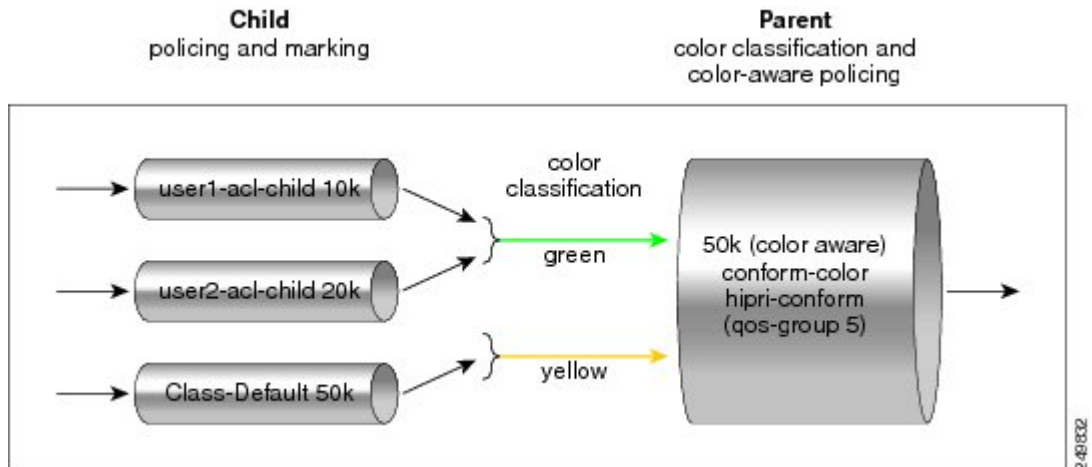 Child
policing and marking
Parent
color classification and
color-aware policing
user1-acl-child 10k
user2-acl-child 20k
Class-Default 50k
color
classification
green
yellow
50k (color aware)
conform-color
hipri-conform
(qos-group 5)
249832